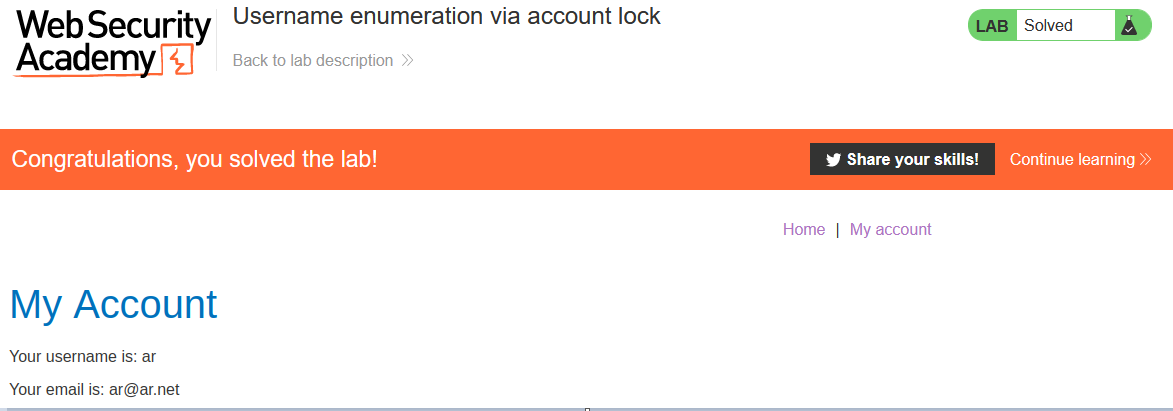 Web Security
Academy
Username enumeration via account lock
Back to lab description
LAB Solved
Congratulations, you solved the lab!
Share your skills!
Continue learning
Home | My account
My Account
Your username is: ar
Your email is: ar@ar.net